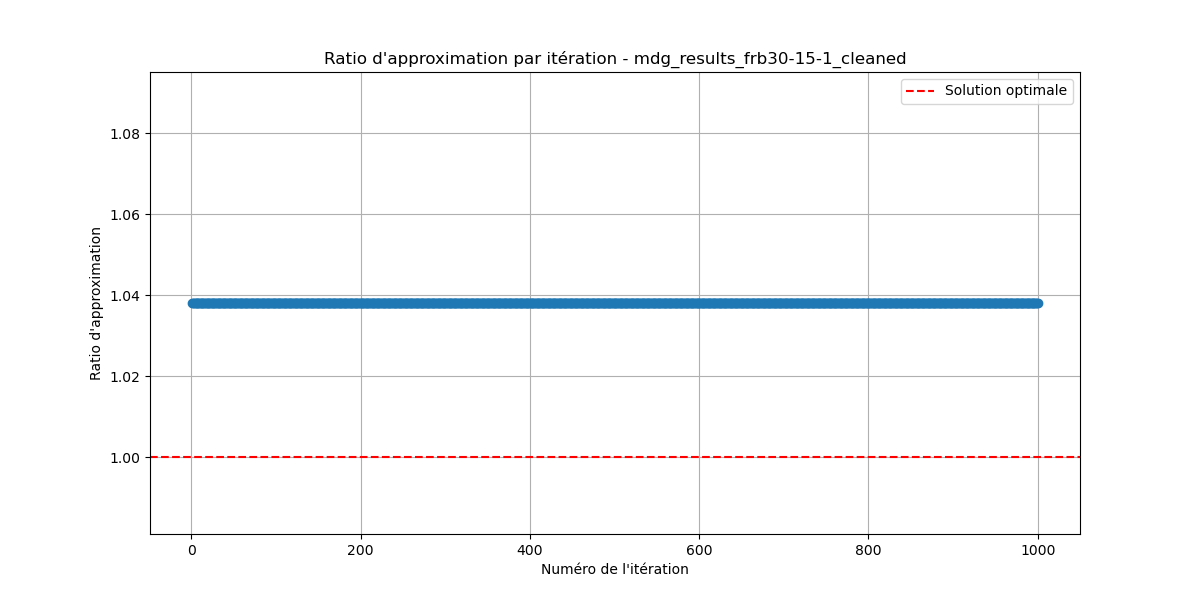 Ratio d'approximation par itération - mdg_results_frb30-15-1_cleaned
Solution optimale
Ratio d'approximation
1.08
1.06
1.04
1.02
1.00
0
200
400
600
800
1000
Numéro de l'itération